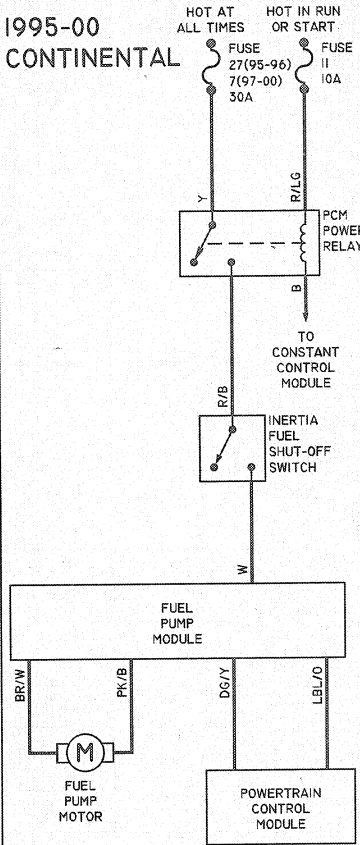 1995-00
CONTINENTAL
HOT AT
ALL TIMES
HOT IN RUN
OR START
FUSE
27(95-96)
7(97-00)
30A
FUSE
11
10A
Y
R/LG
PCM
POWER
RELAY
B
TO
CONSTANT
CONTROL
MODULE
R/B
INERTIA
FUEL
SHUT-OFF
SWITCH
W
FUEL
PUMP
MODULE
BR/W
PK/B
DG/Y
LBL/O
M
FUEL
PUMP
MOTOR
POWERTRAIN
CONTROL
MODULE